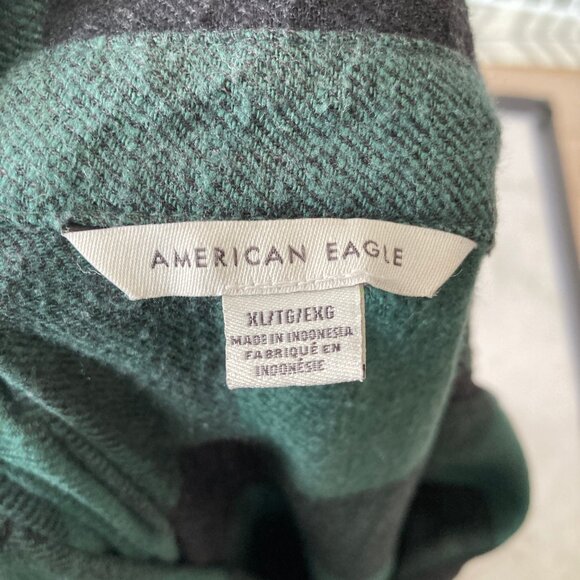 AMERICAN EAGLE
XL/TG/EXG
MADE IN INDONESIA
FABRIQUÉ EN
INDONÉSIE